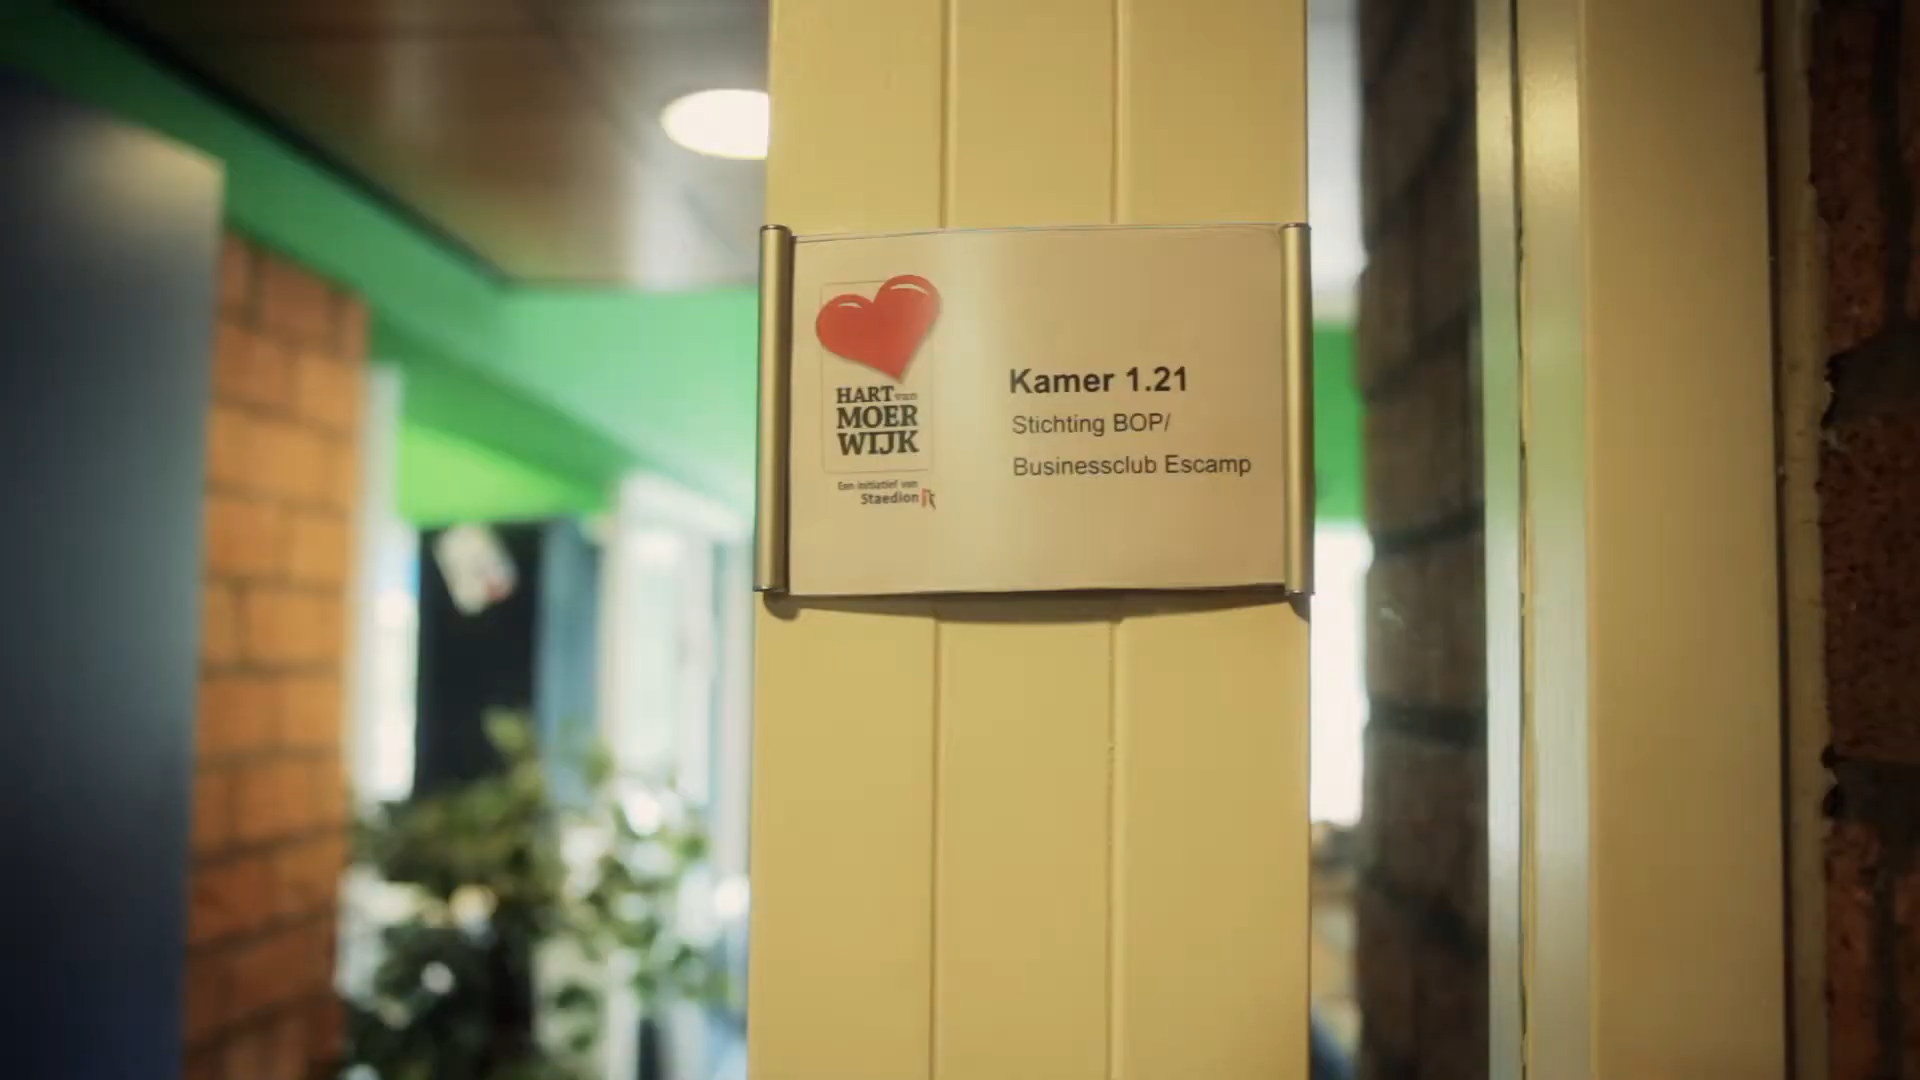 HART van
MOER
WIJK
Een initiatief van
Staedion
Kamer 1.21
Stichting BOP/
Businessclub Escamp